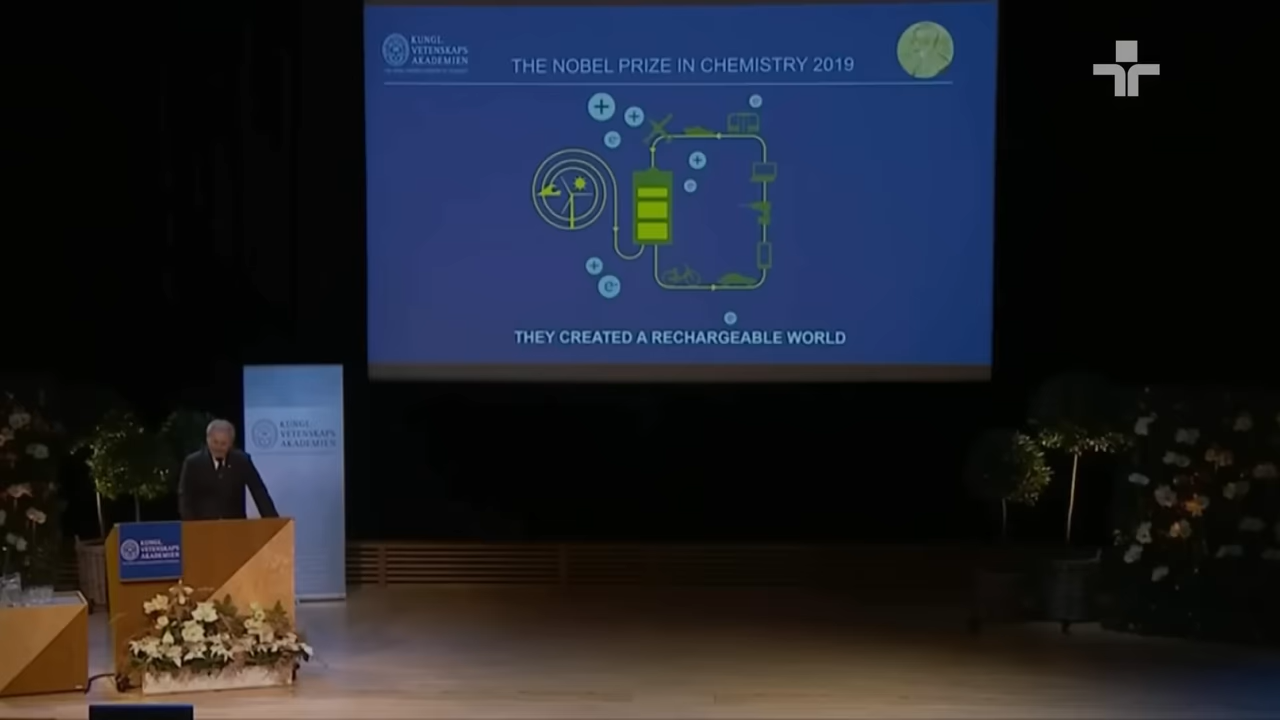 KUNGL.
VETENSKAPS
AKADEMIEN
THE NOBEL PRIZE IN CHEMISTRY 2019
THEY CREATED A RECHARGEABLE WORLD
KUNGL.
VETENSKAPS
AKADEMIEN
KUNGL.
VETENSKAPS
AKADEMIEN